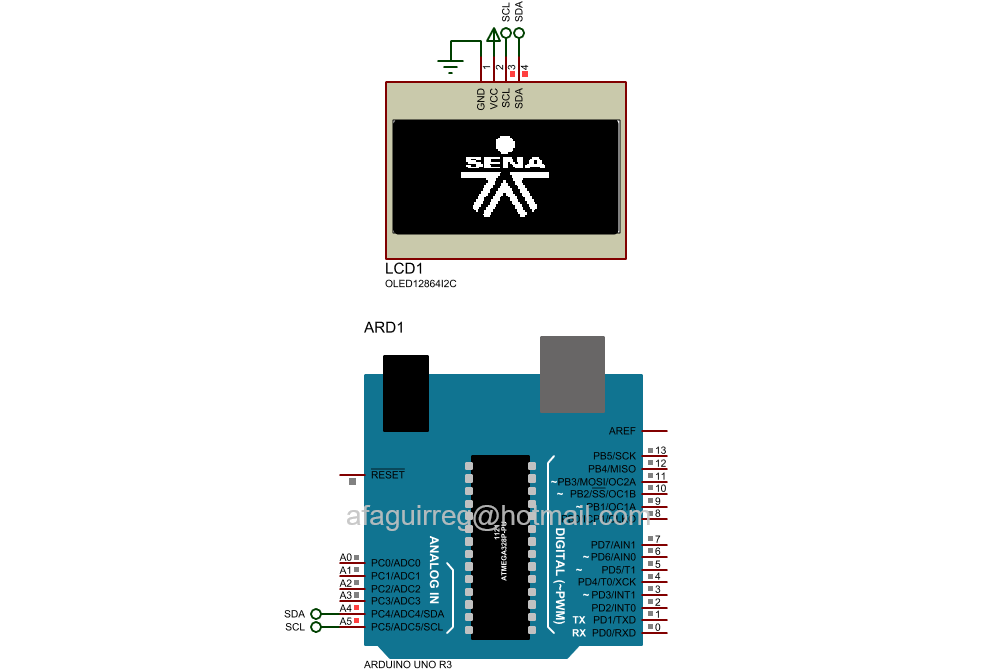 SCL
SDA
1
2
3
4
GND
VCC
SCL
SDA
SENA
LCD1
OLED12864I2C
ARD1
AREF
PB5/SCK 13
PB4/MISO 12
RESET
~PB3/MOSI/OC2A 11
~ PB2/SS/OC1B 10
~ PB1/OC1A 9
8
afaguirreg@hotmail.com
1121
ATMEGA328P-PU
ANALOG IN
DIGITAL (~PWM)
PD7/AIN1 7
~ PD6/AIN0 6
~ PD5/T1 5
PD4/T0/XCK 4
~ PD3/INT1 3
PD2/INT0 2
TX PD1/TXD 1
RX PD0/RXD 0
A0 PC0/ADC0
A1 PC1/ADC1
A2 PC2/ADC2
A3 PC3/ADC3
SDA A4 PC4/ADC4/SDA
SCL A5 PC5/ADC5/SCL
ARDUINO UNO R3